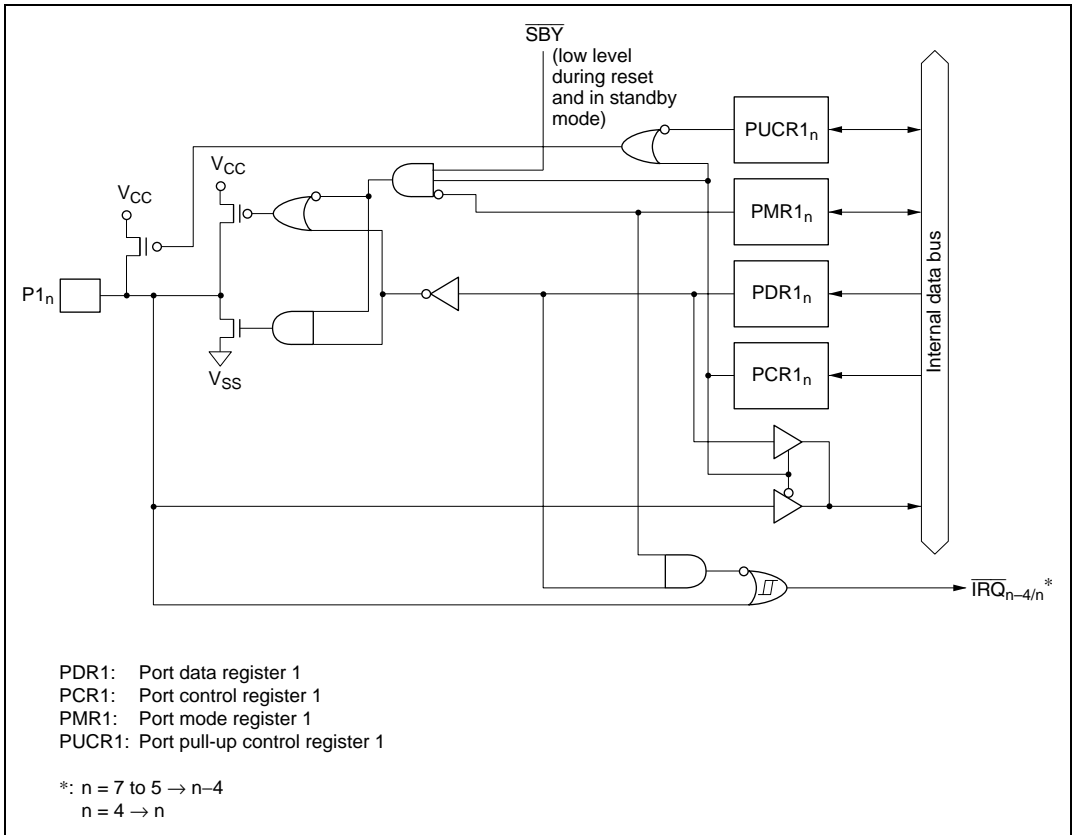 SBY
(low level
during reset
and in standby
mode)
PUCR1n
VCC
VCC
PMR1n
P1n
PDR1n
Internal data bus
VSS
PCR1n
IRQn–4/n*
PDR1: Port data register 1
PCR1: Port control register 1
PMR1: Port mode register 1
PUCR1: Port pull-up control register 1
*: n = 7 to 5 → n–4
n = 4 → n